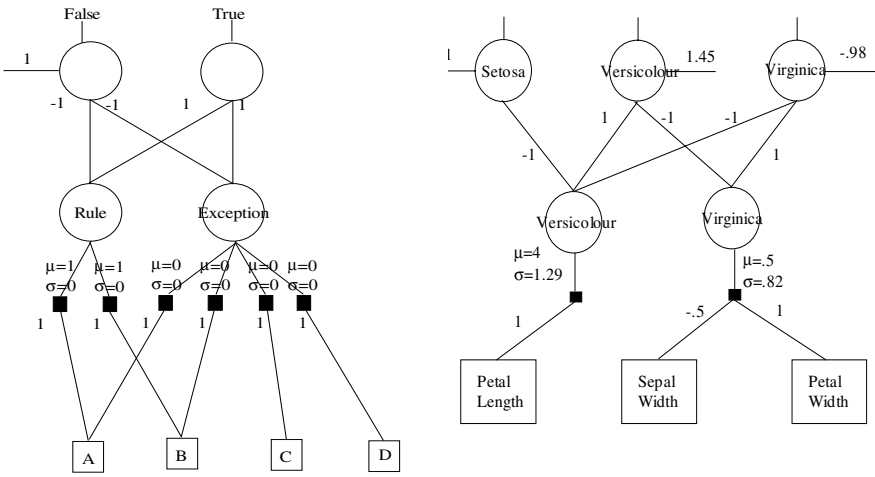 False True
1
-1 -1 1 1
Rule Exception
μ=1 μ=1 μ=0 μ=0 μ=0 μ=0
σ=0 σ=0 σ=0 σ=0 σ=0 σ=0
1 1 1 1 1 1
A B C D
1 Setosa Versicolour 1.45 Virginica -.98
-1 1 -1 -1 1
Versicolour Virginica
μ=4
σ=1.29
μ=.5
σ=.82
1 -.5 1
Petal
Length
Sepal
Width
Petal
Width